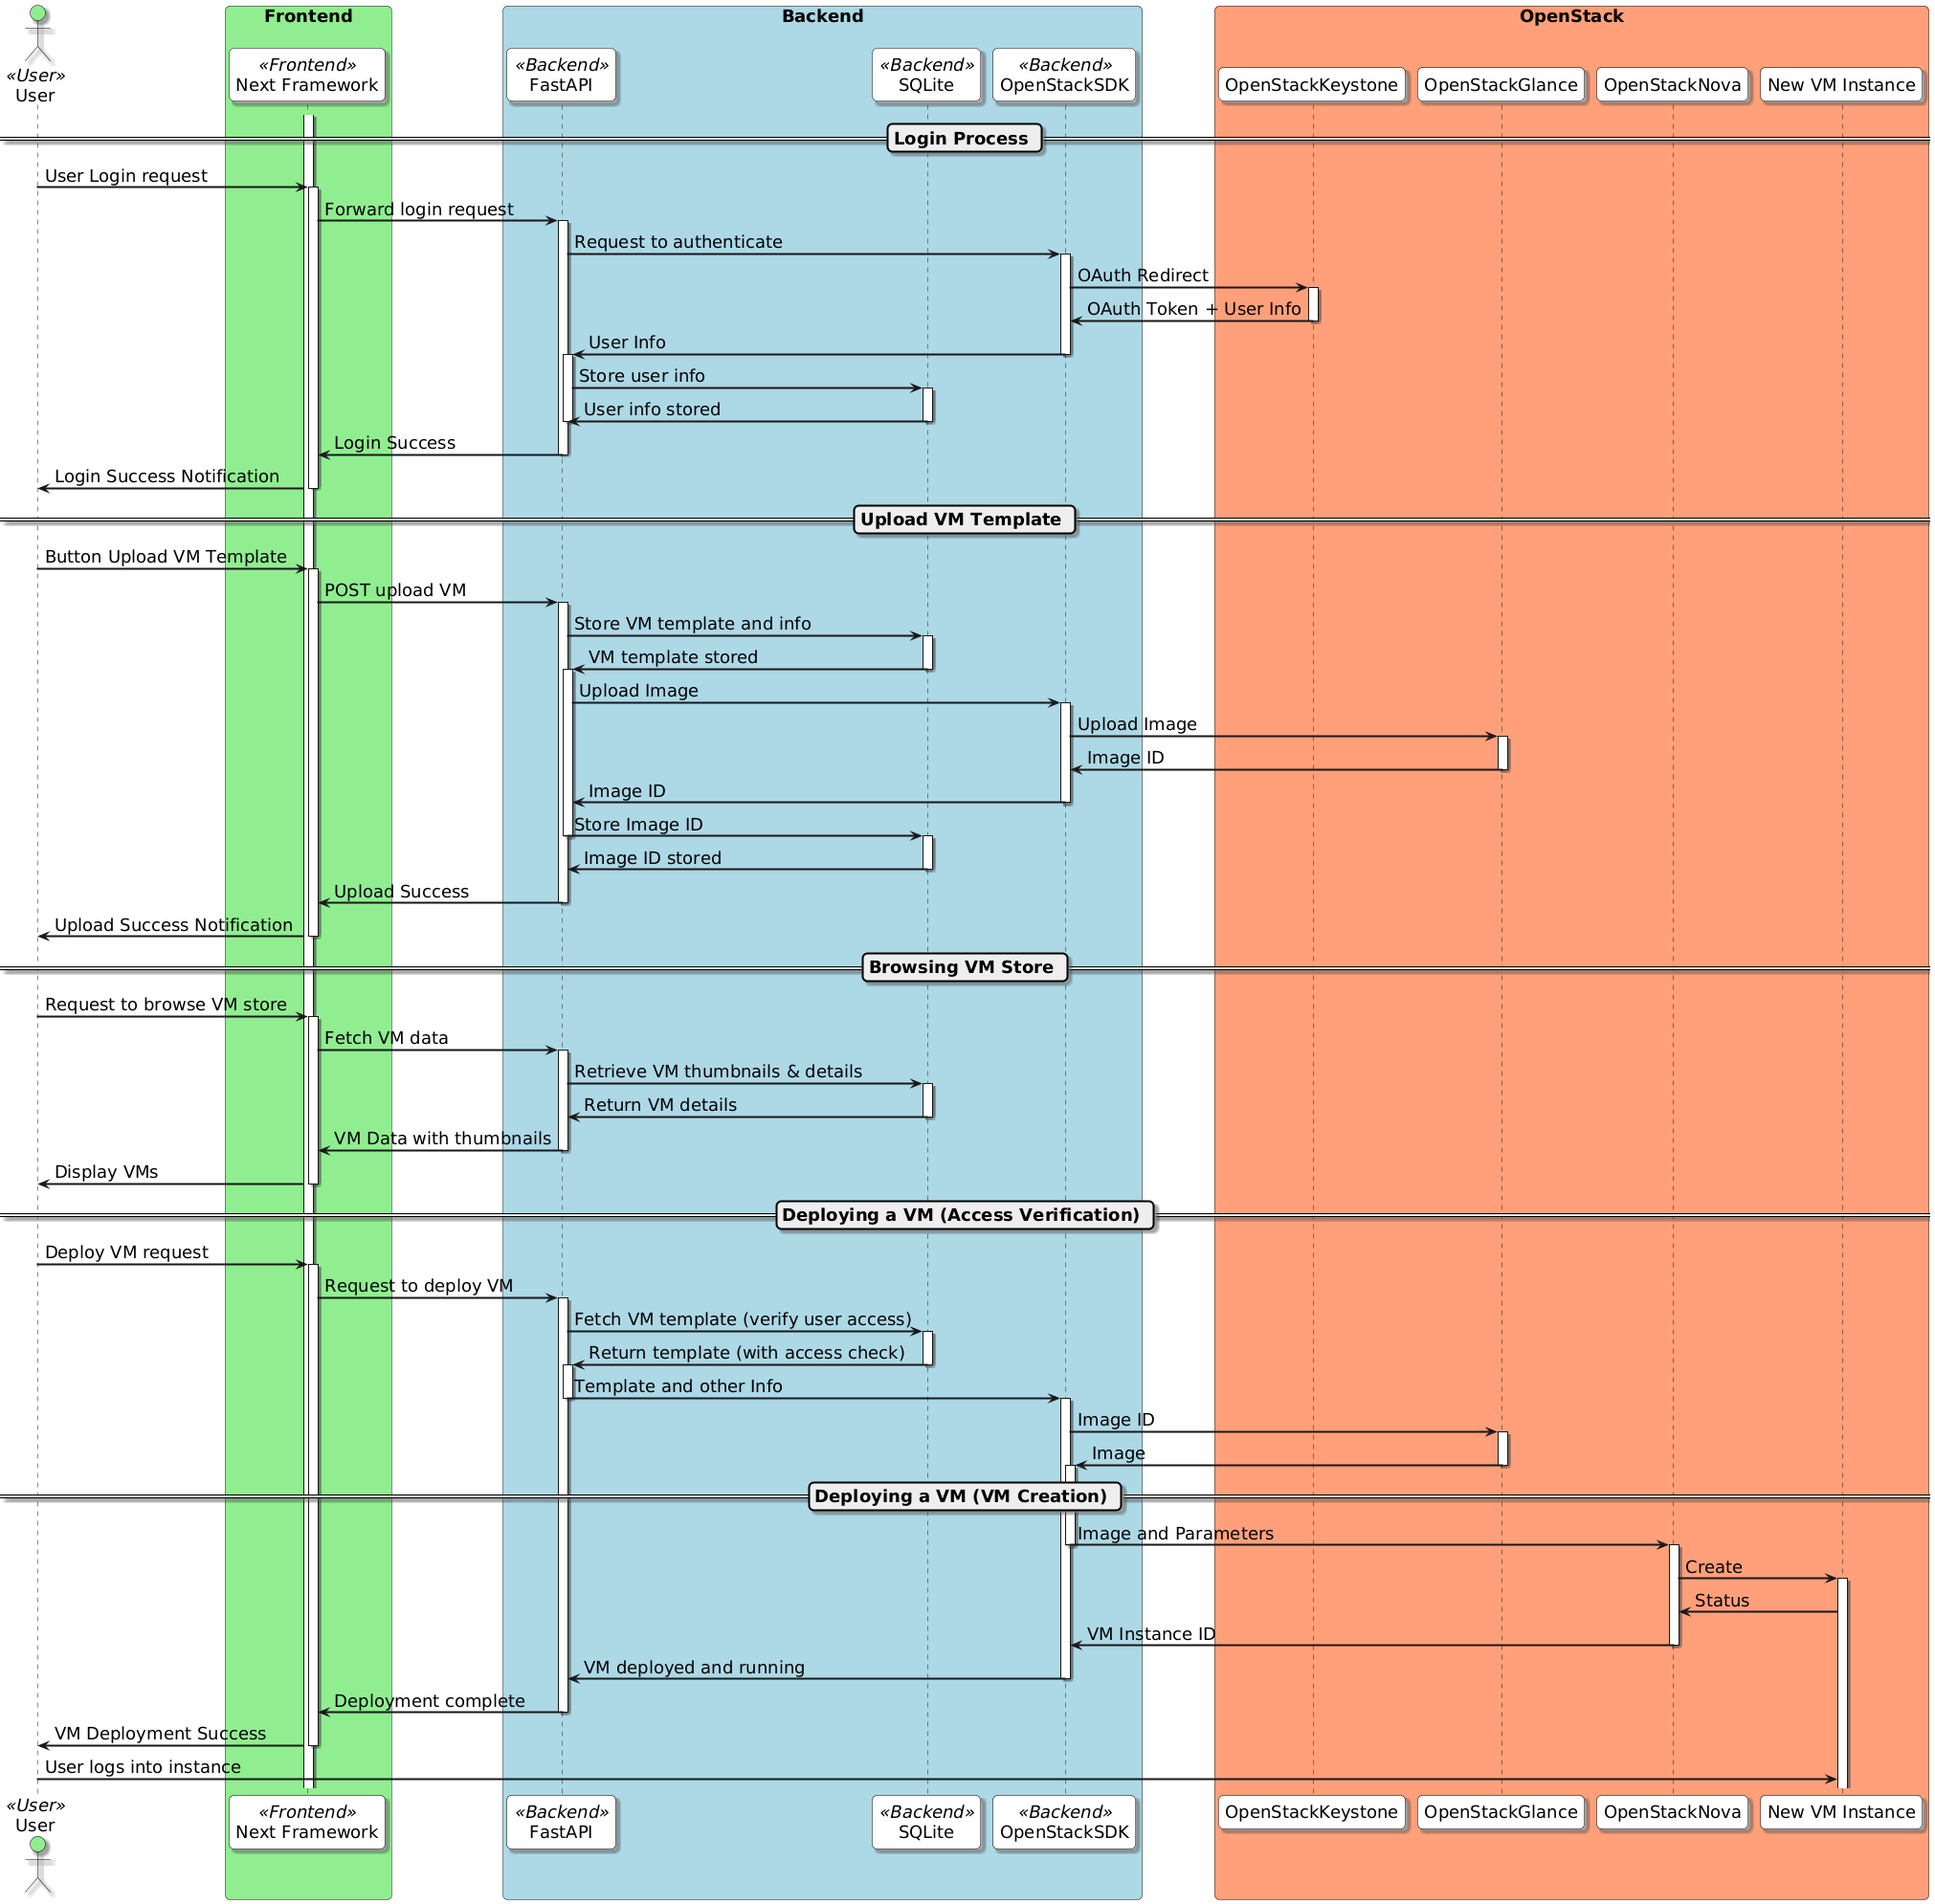 Frontend
Backend
OpenStack
«User»
User
«Frontend»
Next Framework
«Backend»
FastAPI
«Backend»
SQLite
«Backend»
OpenStackSDK
OpenStackKeystone
OpenStackGlance
OpenStackNova
New VM Instance
Login Process
User Login request
Forward login request
Request to authenticate
OAuth Redirect
OAuth Token + User Info
User Info
Store user info
User info stored
Login Success
Login Success Notification
Upload VM Template
Button Upload VM Template
POST upload VM
Store VM template and info
VM template stored
Upload Image
Upload Image
Image ID
Image ID
Store Image ID
Image ID stored
Upload Success
Upload Success Notification
Browsing VM Store
Request to browse VM store
Fetch VM data
Retrieve VM thumbnails & details
Return VM details
VM Data with thumbnails
Display VMs
Deploying a VM (Access Verification)
Deploy VM request
Request to deploy VM
Fetch VM template (verify user access)
Return template (with access check)
Template and other Info
Image ID
Image
Deploying a VM (VM Creation)
Image and Parameters
Create
Status
VM Instance ID
VM deployed and running
Deployment complete
VM Deployment Success
User logs into instance
«User»
User
«Frontend»
Next Framework
«Backend»
FastAPI
«Backend»
SQLite
«Backend»
OpenStackSDK
OpenStackKeystone
OpenStackGlance
OpenStackNova
New VM Instance